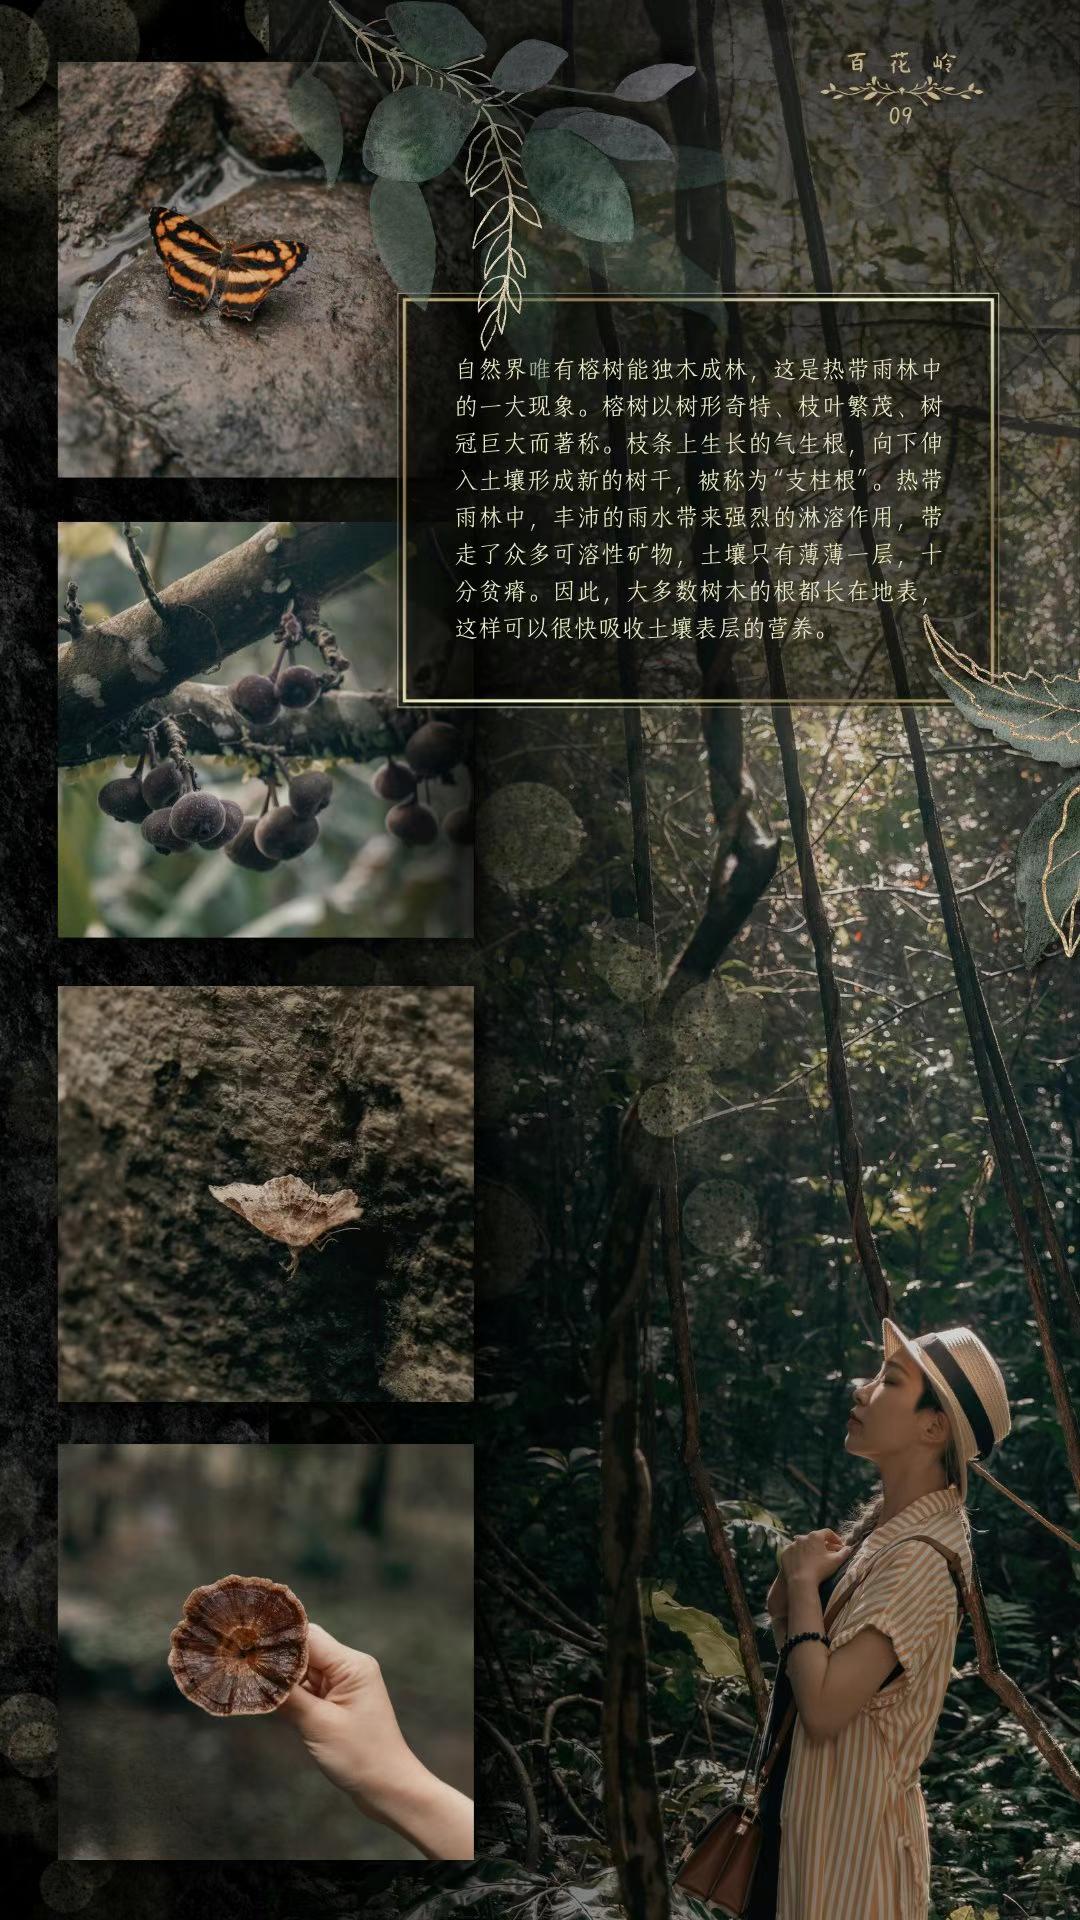 百花岭
09
自然界唯有榕树能独木成林，这是热带雨林中
的一大现象。榕树以树形奇特、枝叶繁茂、树
冠巨大而著称。枝条上生长的气生根，向下伸
入土壤形成新的树干，被称为“支柱根”。热带
雨林中，丰沛的雨水带来强烈的淋溶作用，带
走了众多可溶性矿物，土壤只有薄薄一层，十
分贫瘠。因此，大多数树木的根都长在地表，
这样可以很快吸收土壤表层的营养。